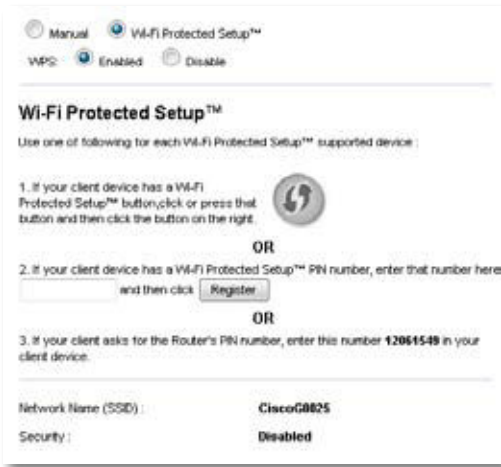 Manual Wi-Fi Protected Setup™
WPS: Enabled Disable
Wi-Fi Protected Setup™
Use one of following for each Wi-Fi Protected Setup™ supported device :
1. If your client device has a Wi-Fi
Protected Setup™ button,click or press that
button and then click the button on the right.
OR
2. If your client device has a Wi-Fi Protected Setup™ PIN number, enter that number here
and then click Register
OR
3. If your client asks for the Router's PIN number, enter this number 12061549 in your
client device.
Network Name (SSID) : CiscoG0025
Security : Disabled